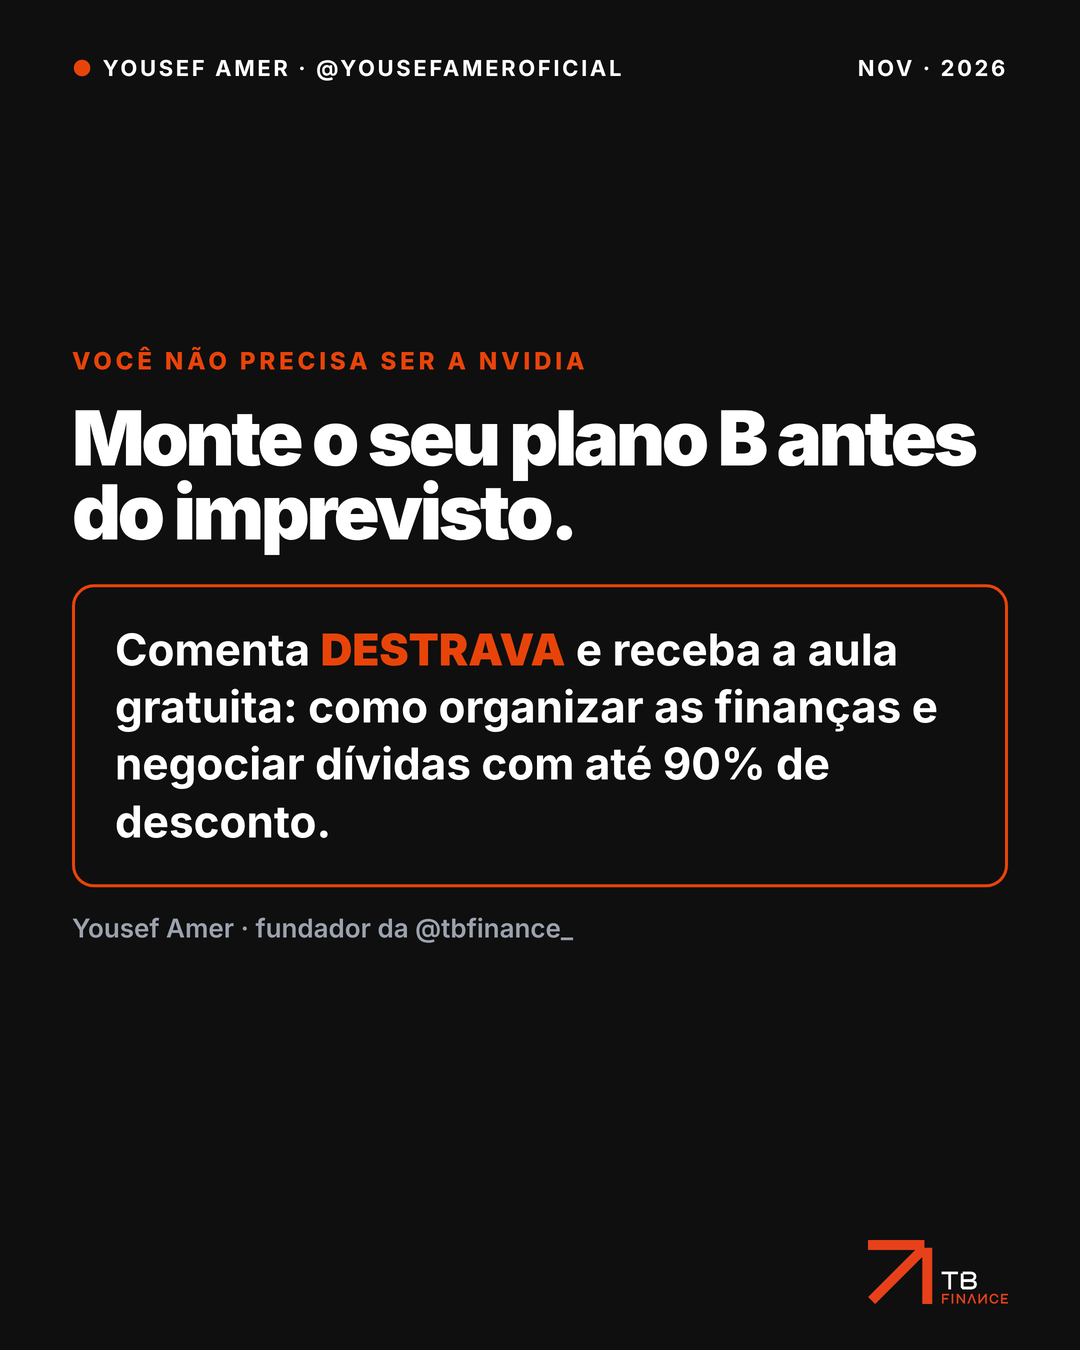 YOUSEF AMER · @YOUSEFAMEROFICIAL
NOV · 2026
VOCÊ NÃO PRECISA SER A NVIDIA
Monte o seu plano B antes
do imprevisto.
Comenta DESTRAVA e receba a aula
gratuita: como organizar as finanças e
negociar dívidas com até 90% de
desconto.
Yousef Amer · fundador da @tbfinance_
TB
FINANCE